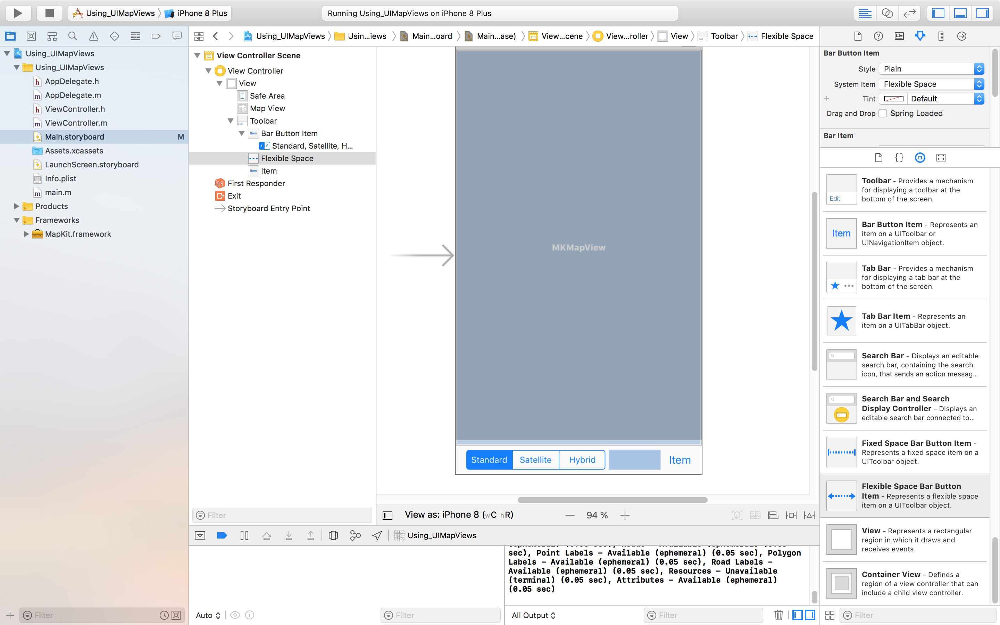 Using_UIMapViews
iPhone 8 Plus
Running Using_UIMapViews on iPhone 8 Plus
Using_UIMapViews
Usin...iews
Main...oard
Main...ase)
View...cene
View...roller
View
Toolbar
Flexible Space
Using_UIMapViews
Using_UIMapViews
AppDelegate.h
AppDelegate.m
ViewController.h
ViewController.m
Main.storyboard
M
Assets.xcassets
LaunchScreen.storyboard
Info.plist
main.m
Products
Frameworks
MapKit.framework
Filter
View Controller Scene
View Controller
View
Safe Area
Map View
Toolbar
Bar Button Item
Standard, Satellite, H...
Flexible Space
Item
First Responder
Exit
Storyboard Entry Point
Filter
MKMapView
Standard
Satellite
Hybrid
Item
View as: iPhone 8 (wC hR)
94 %
Using_UIMapViews
sec), Point Labels - Available (ephemeral) (0.05 sec), Polygon
Labels - Available (ephemeral) (0.05 sec), Road Labels -
Available (ephemeral) (0.05 sec), Resources - Unavailable
(terminal) (0.05 sec), Attributes - Available (ephemeral)
(0.05 sec)
Auto
Filter
All Output
Filter
Bar Button Item
Style
Plain
System Item
Flexible Space
Tint
Default
Drag and Drop
Spring Loaded
Bar Item
Edit
Toolbar - Provides a mechanism
for displaying a toolbar at the
bottom of the screen.
Item
Bar Button Item - Represents an
item on a UIToolbar or
UINavigationItem object.
Tab Bar - Provides a mechanism
for displaying a tab bar at the
bottom of the screen.
Tab Bar Item - Represents an
item on a UITabBar object.
Search Bar - Displays an editable
search bar, containing the search
icon, that sends an action messag...
Search Bar and Search
Display Controller - Displays an
editable search bar connected to...
Fixed Space Bar Button Item -
Represents a fixed space item on a
UIToolbar object.
Flexible Space Bar Button
Item - Represents a flexible space
item on a UIToolbar object.
View - Represents a rectangular
region in which it draws and
receives events.
Container View - Defines a
region of a view controller that can
include a child view controller.
Filter